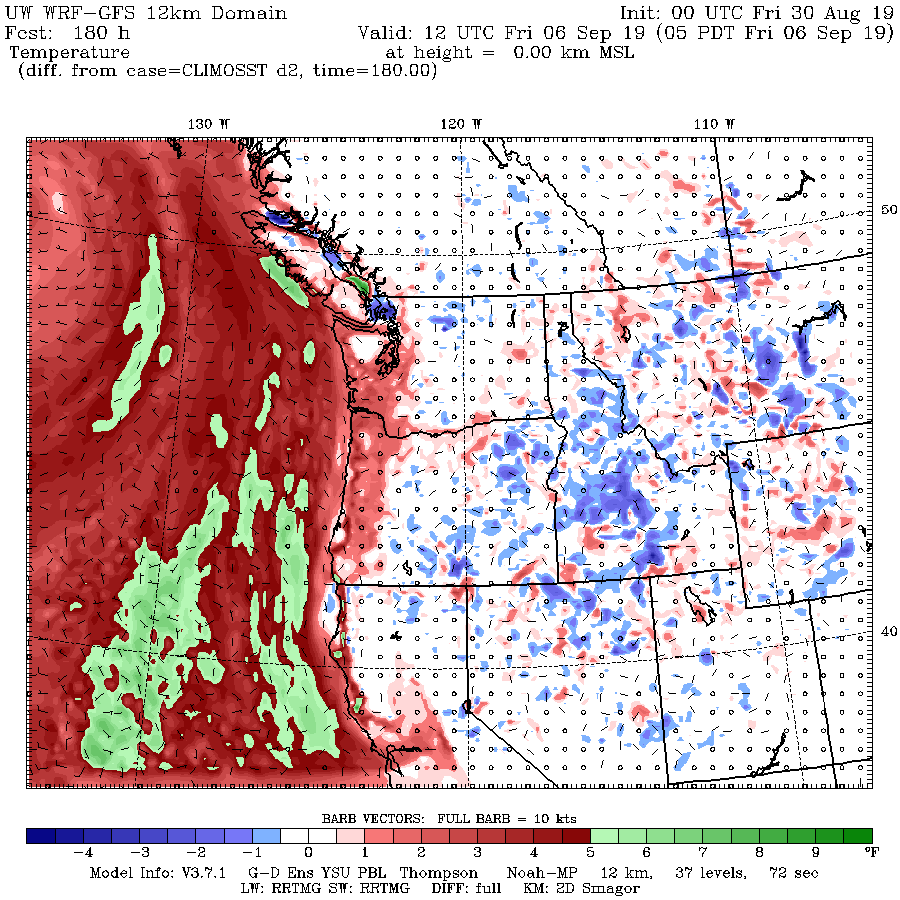 UW WRF-GFS 12km Domain Init: 00 UTC Fri 30 Aug 19
Fcst: 180 h Valid: 12 UTC Fri 06 Sep 19 (05 PDT Fri 06 Sep 19)
Temperature at height = 0.00 km MSL
(diff. from case=CLIMOSST d2, time=180.00)
130 W 120 W 110 W
50
40
BARB VECTORS: FULL BARB = 10 kts
-4 -3 -2 -1 0 1 2 3 4 5 6 7 8 9 °F
Model Info: V3.7.1 G-D Ens YSU PBL Thompson Noah-MP 12 km, 37 levels, 72 sec
LW: RRTMG SW: RRTMG DIFF: full KM: 2D Smagor